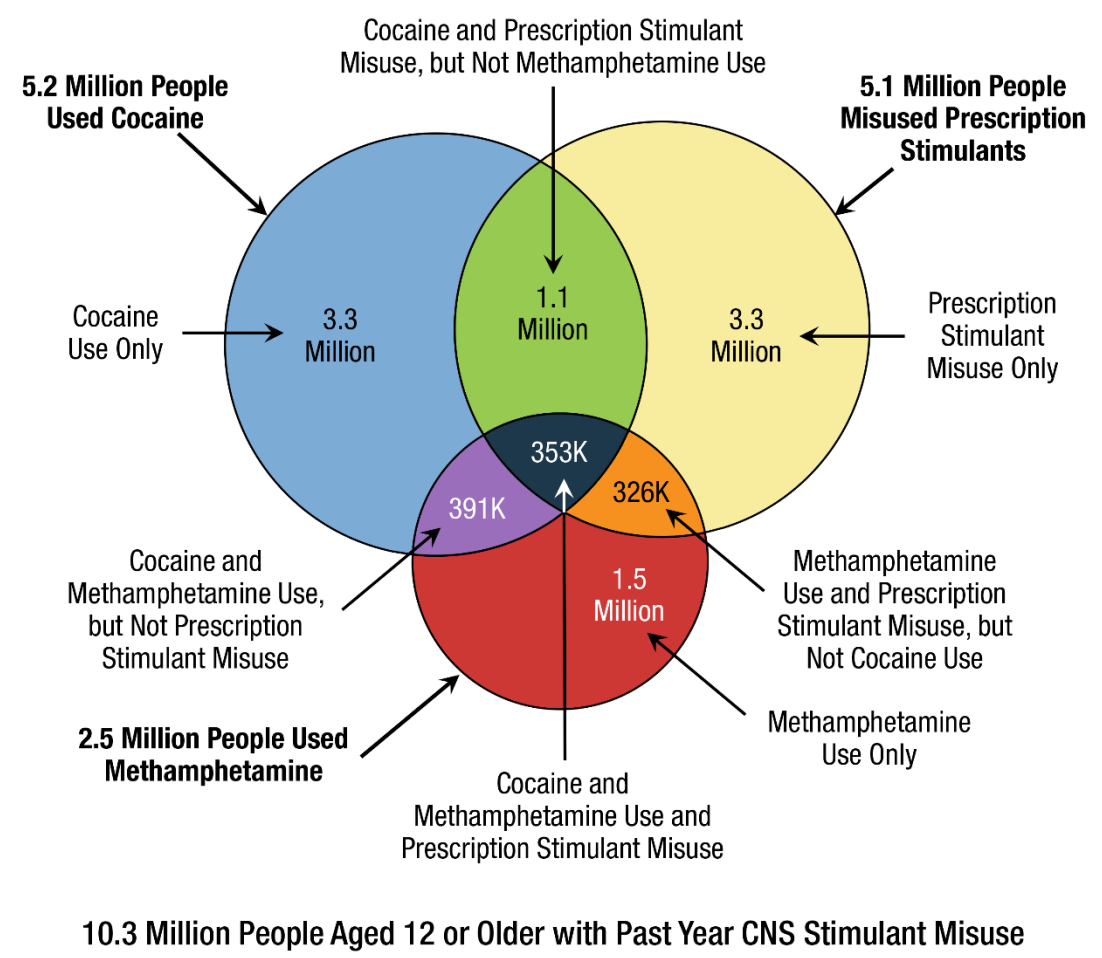 Cocaine and Prescription Stimulant
Misuse, but Not Methamphetamine Use
5.2 Million People
Used Cocaine
5.1 Million People
Misused Prescription
Stimulants
Cocaine
Use Only
3.3
Million
1.1
Million
3.3
Million
Prescription
Stimulant
Misuse Only
353K
391K
326K
Cocaine and
Methamphetamine Use,
but Not Prescription
Stimulant Misuse
1.5
Million
Methamphetamine
Use and Prescription
Stimulant Misuse, but
Not Cocaine Use
2.5 Million People Used
Methamphetamine
Methamphetamine
Use Only
Cocaine and
Methamphetamine Use and
Prescription Stimulant Misuse
10.3 Million People Aged 12 or Older with Past Year CNS Stimulant Misuse